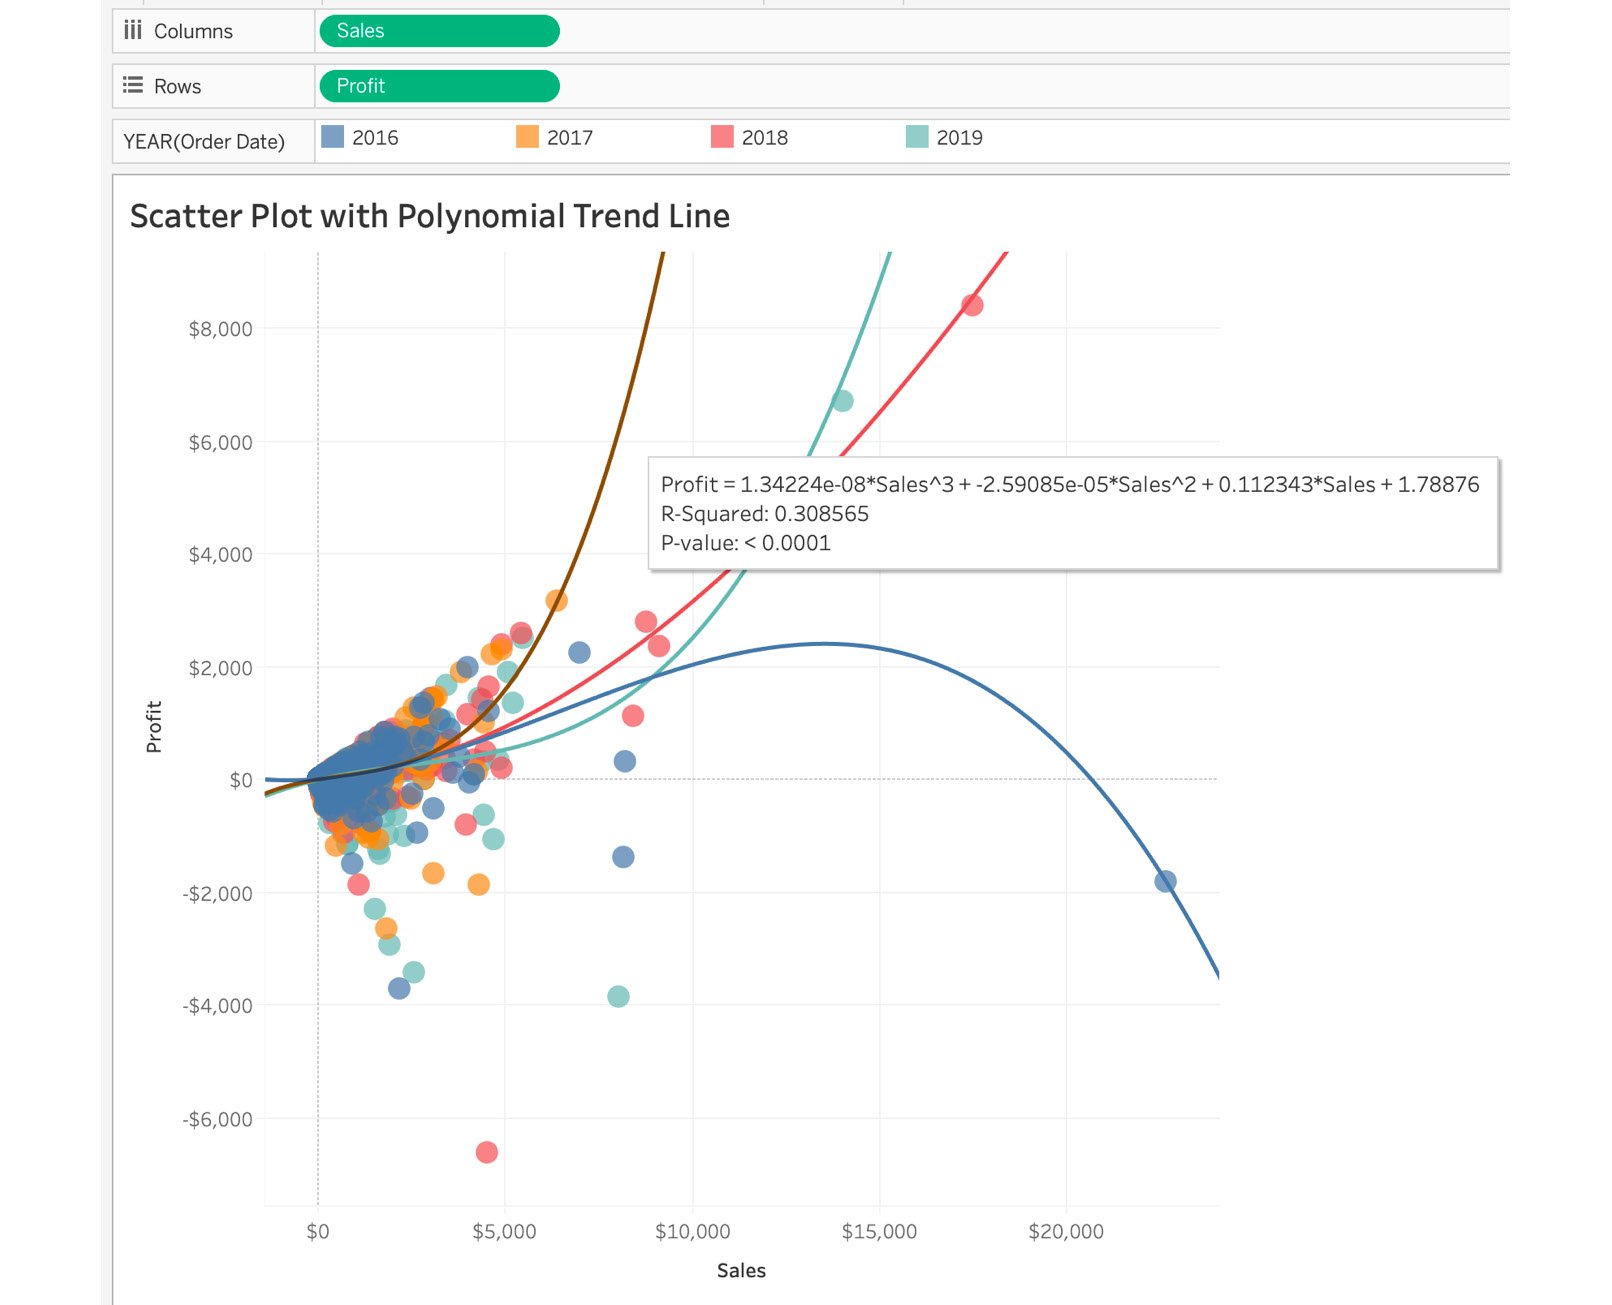 Columns
Sales
Rows
Profit
YEAR(Order Date)
2016
2017
2018
2019
Scatter Plot with Polynomial Trend Line
$8,000
$6,000
Profit = 1.34224e-08*Sales^3 + -2.59085e-05*Sales^2 + 0.112343*Sales + 1.78876
R-Squared: 0.308565
P-value: < 0.0001
$4,000
$2,000
Profit
$0
-$2,000
-$4,000
-$6,000
$0
$5,000
$10,000
$15,000
$20,000
Sales